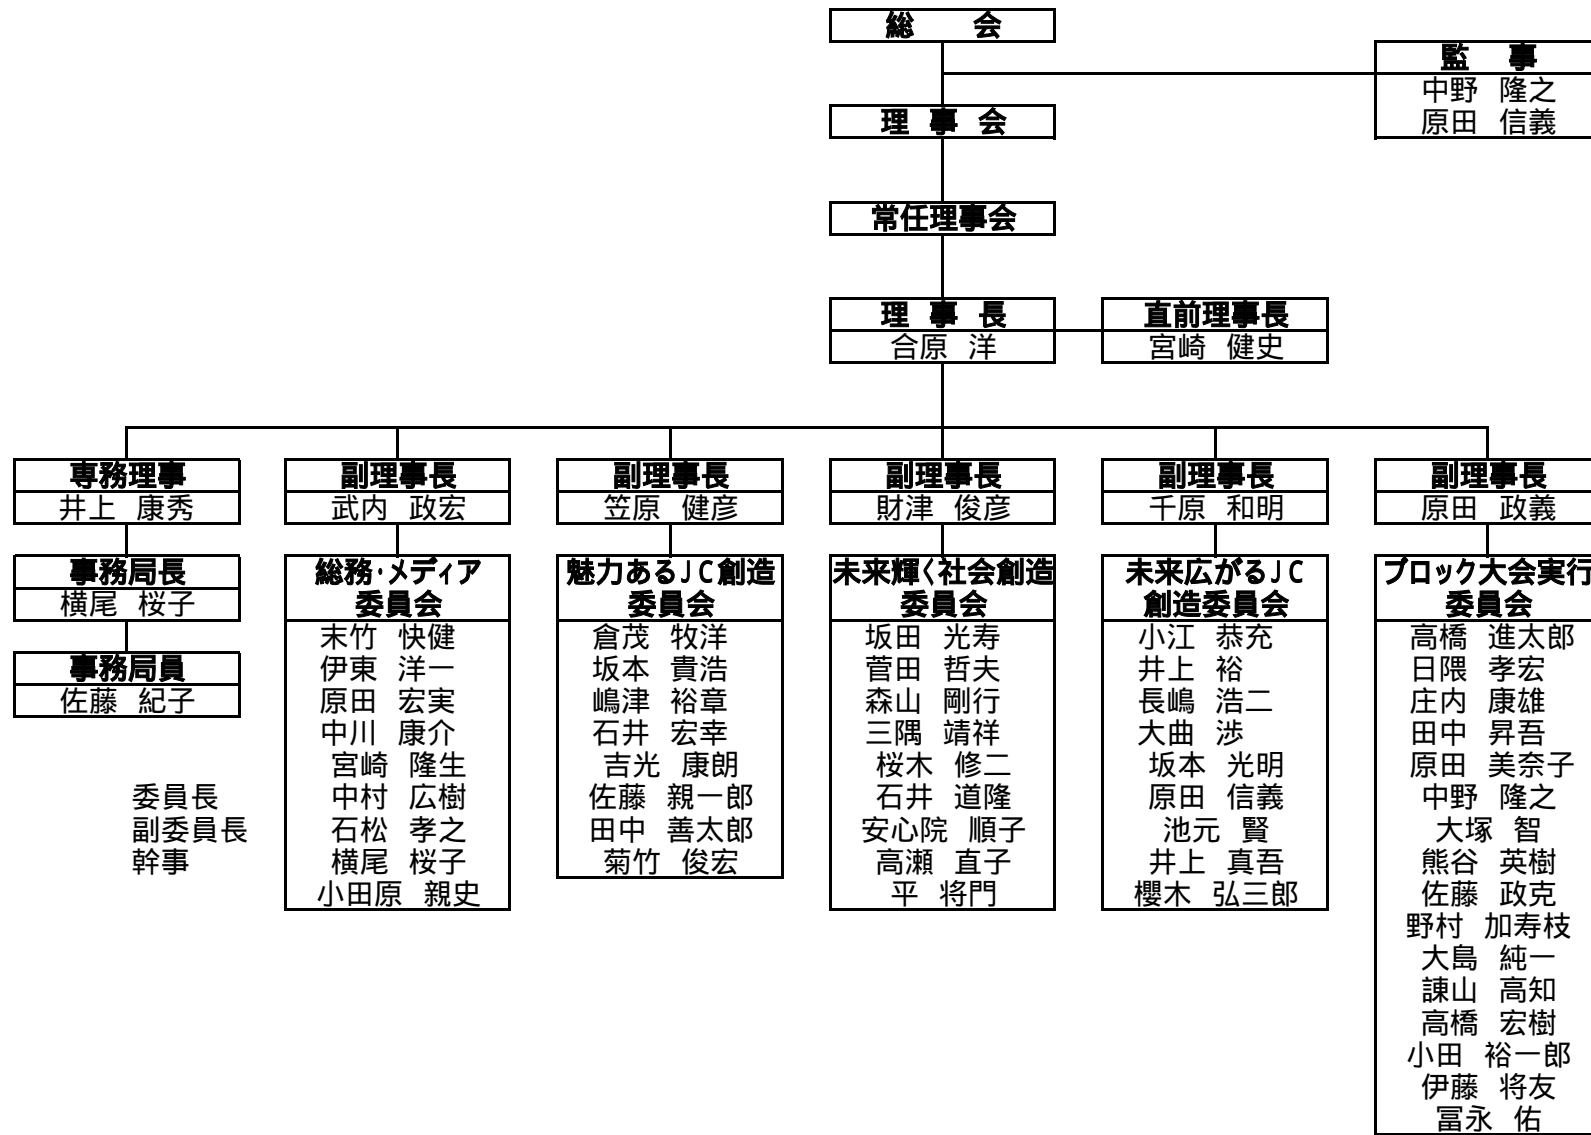 総 会
監 事
中野 隆之
原田 信義
理 事 会
常任理事会
理 事 長
合原 洋
直前理事長
宮崎 健史
専務理事
井上 康秀
事務局長
横尾 桜子
事務局員
佐藤 紀子
委員長
副委員長
幹事
副理事長
武内 政宏
総務・メディア
委員会
末竹 快健
伊東 洋一
原田 宏実
中川 康介
宮崎 隆生
中村 広樹
石松 孝之
横尾 桜子
小田原 親史
副理事長
笠原 健彦
魅力あるJC創造
委員会
倉茂 牧洋
坂本 貴浩
嶋津 裕章
石井 宏幸
吉光 康朗
佐藤 親一郎
田中 善太郎
菊竹 俊宏
副理事長
財津 俊彦
未来輝く社会創造
委員会
坂田 光寿
菅田 哲夫
森山 剛行
三隅 靖祥
桜木 修二
石井 道隆
安心院 順子
高瀬 直子
平 将門
副理事長
千原 和明
未来広がるJC
創造委員会
小江 恭充
井上 裕
長嶋 浩二
大曲 渉
坂本 光明
原田 信義
池元 賢
井上 真吾
櫻木 弘三郎
副理事長
原田 政義
ブロック大会実行
委員会
高橋 進太郎
日隈 孝宏
庄内 康雄
田中 昇吾
原田 美奈子
中野 隆之
大塚 智
熊谷 英樹
佐藤 政克
野村 加寿枝
大島 純一
諌山 高知
高橋 宏樹
小田 裕一郎
伊藤 将友
冨永 佑